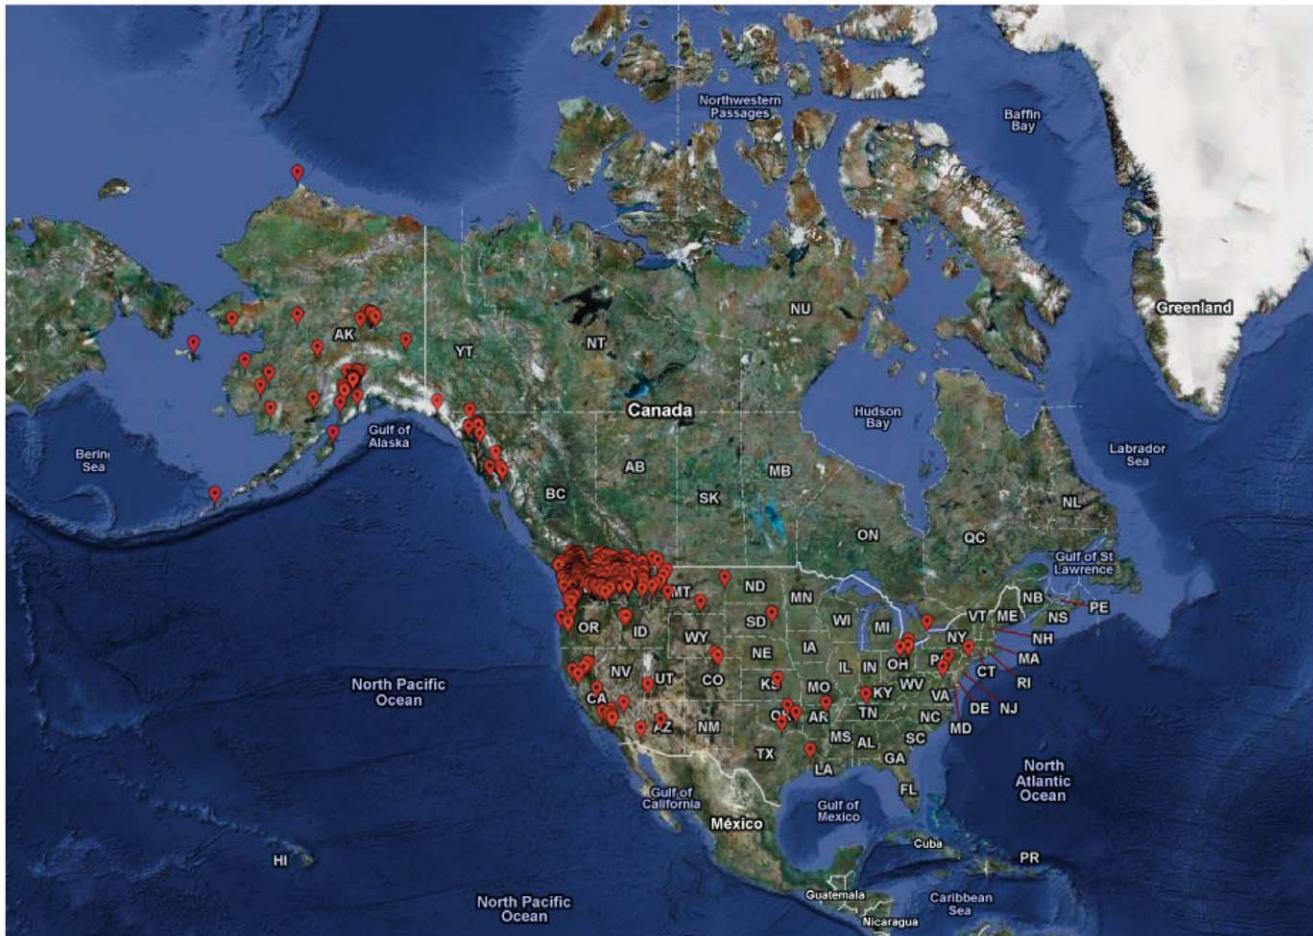 Northwestern
Passages
Baffin
Bay
Greenland
NU
AK
YT
NT
Canada
Hudson
Bay
Gulf of
Alaska
Labrador
Sea
Bering
Sea
AB
MB
BC
SK
NL
ON
QC
Gulf of St
Lawrence
MT
ND
MN
NB
PE
VT
ME
NS
OR
ID
SD
WI
MI
NY
NH
WY
NE
IA
MA
NV
UT
IL
IN
OH
CT
RI
North Pacific
Ocean
CO
KS
MO
KY
WV
VA
DE
NJ
CA
AZ
NM
AR
TN
NC
MD
TX
MS
AL
SC
GA
LA
FL
North
Atlantic
Ocean
Gulf of
California
Gulf of
Mexico
México
Cuba
HI
PR
Guatemala
Caribbean
Sea
North Pacific
Ocean
Nicaragua